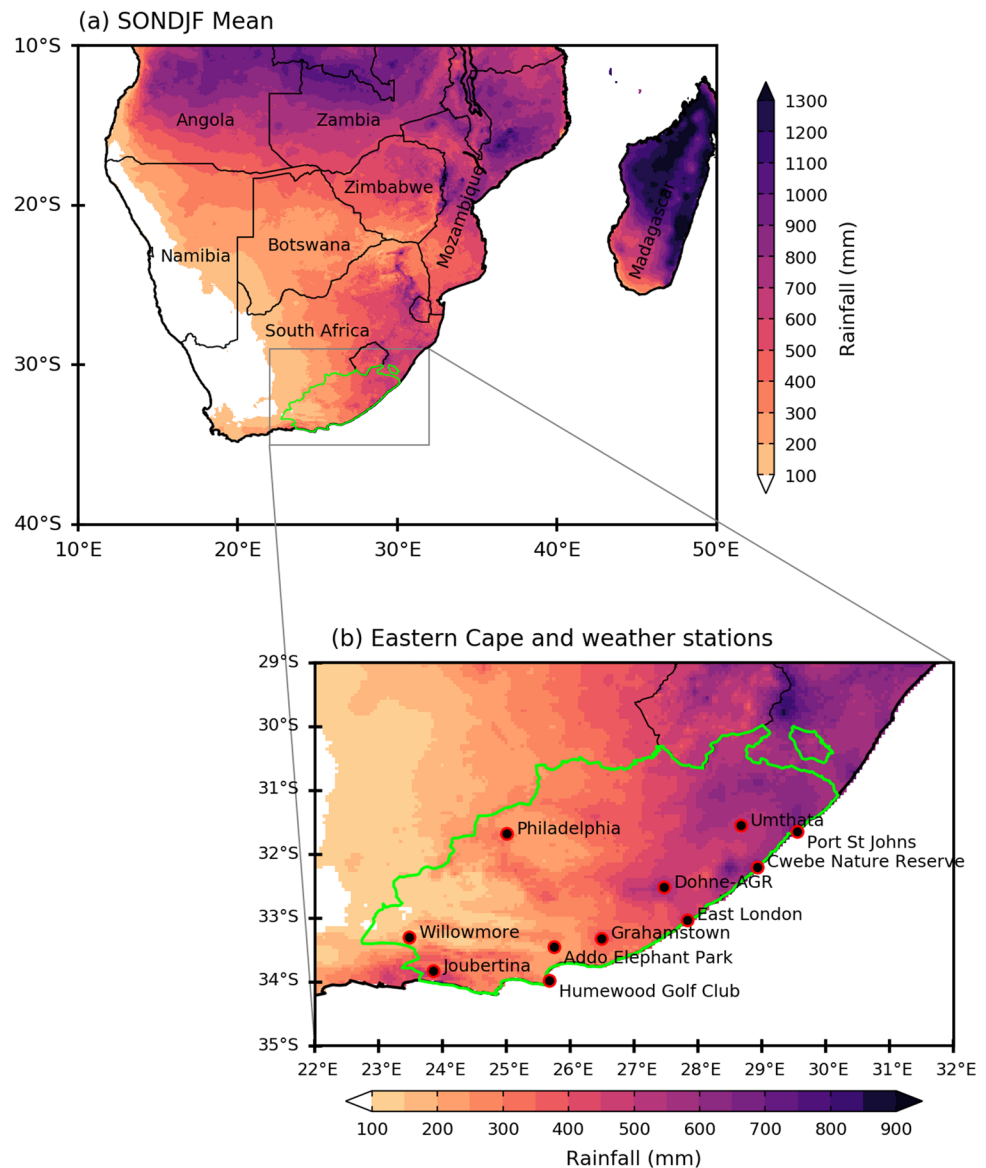 (a) SONDJF Mean
10°S
20°S
30°S
40°S
10°E
20°E
30°E
40°E
50°E
Angola
Zambia
Zimbabwe
Mozambique
Madagascar
Namibia
Botswana
South Africa
1300
1200
1100
1000
900
800
700
600
500
400
300
200
100
Rainfall (mm)
(b) Eastern Cape and weather stations
29°S
30°S
31°S
32°S
33°S
34°S
35°S
22°E
23°E
24°E
25°E
26°E
27°E
28°E
29°E
30°E
31°E
32°E
Umthata
Philadelphia
Port St Johns
Cwebe Nature Reserve
Dohne-AGR
East London
Willowmore
Grahamstown
Addo Elephant Park
Joubertina
Humewood Golf Club
100
200
300
400
500
600
700
800
900
Rainfall (mm)